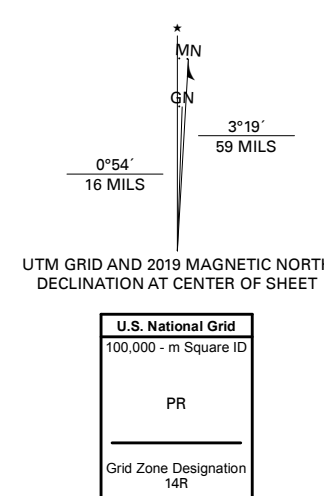 ★
MN
GN
3°19´
59 MILS
0°54´
16 MILS
UTM GRID AND 2019 MAGNETIC NORTH
DECLINATION AT CENTER OF SHEET
U.S. National Grid
100,000 - m Square ID
PR
Grid Zone Designation
14R